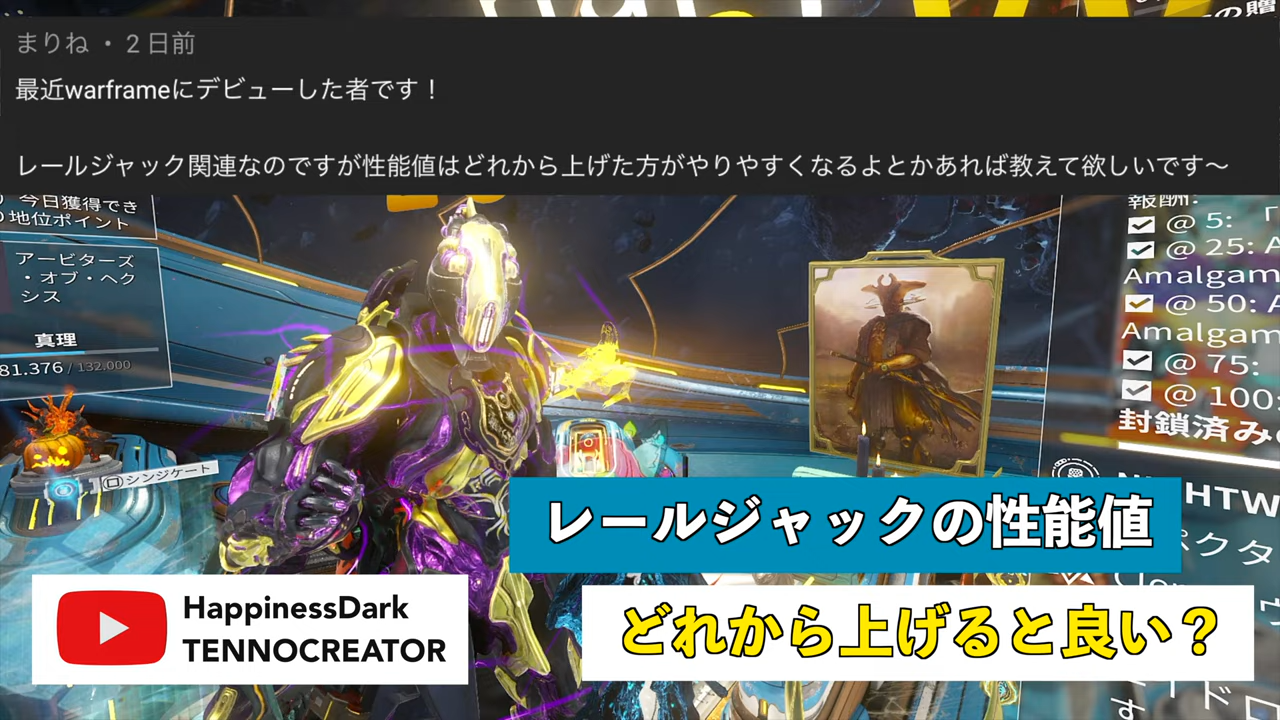 まりね ・ 2 日前
最近warframeにデビューした者です！
レールジャック関連なのですが性能値はどれから上げた方がやりやすくなるよとかあれば教えて欲しいです〜
の贈
今日獲得でき
地位ポイント
アービターズ
・オブ・ヘク
シス
真理
81.376 / 132.000
シンジケート
報酬:
@ 5: 「
@ 25: A
Amalgam
@ 50: A
Amalgam
@ 75:
@ 100:
封鎖済み
HTW
ペクタ
レールジャックの性能値
どれから上げると良い？
HappinessDark
TENNOCREATOR